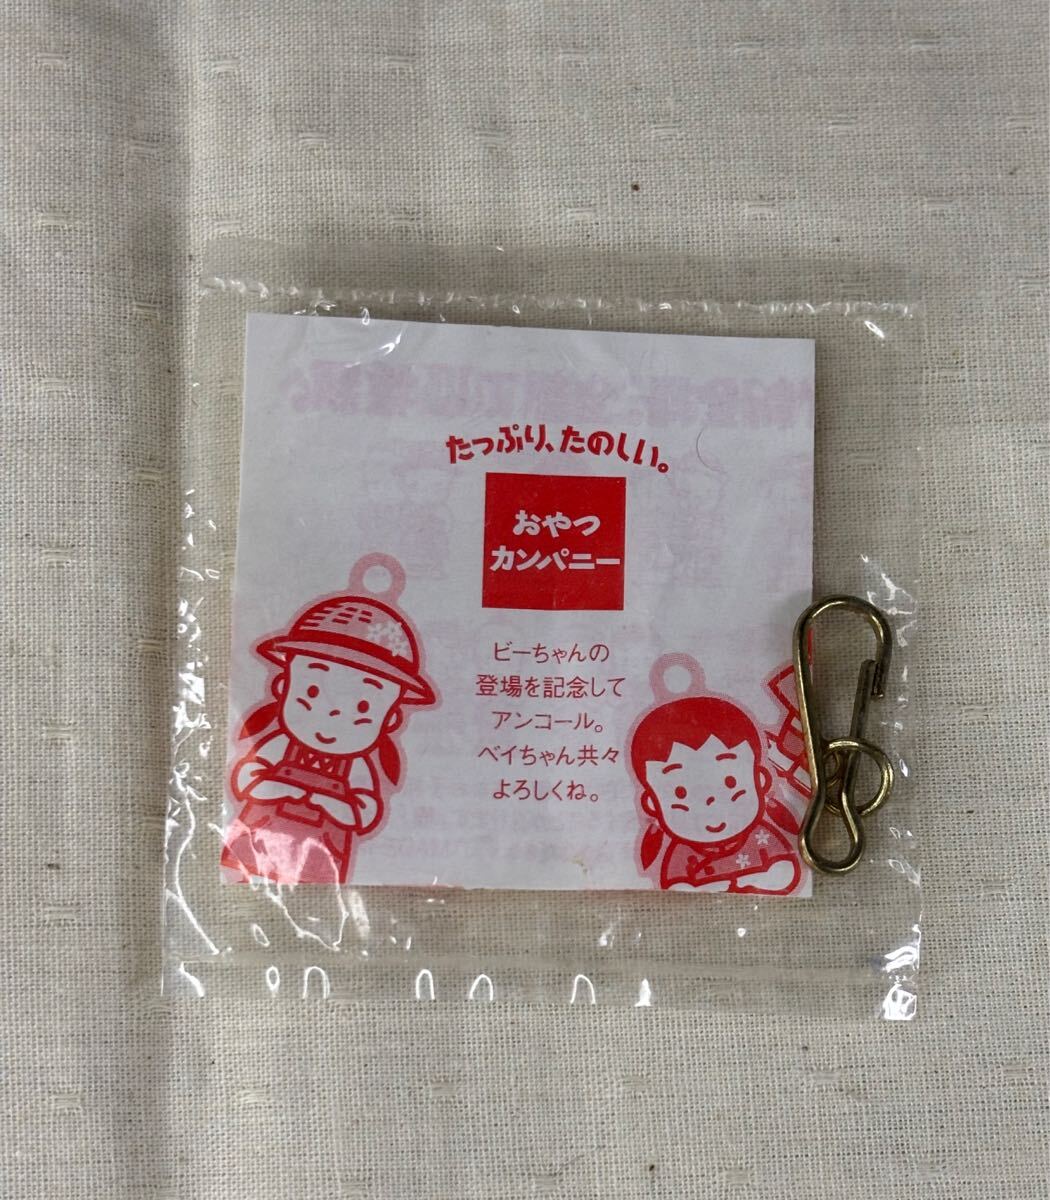 たっぷり、たのしい。
おやつ
カンパニー
ビーちゃんの
登場を記念して
アンコール。
ベイちゃん共々
よろしくね。